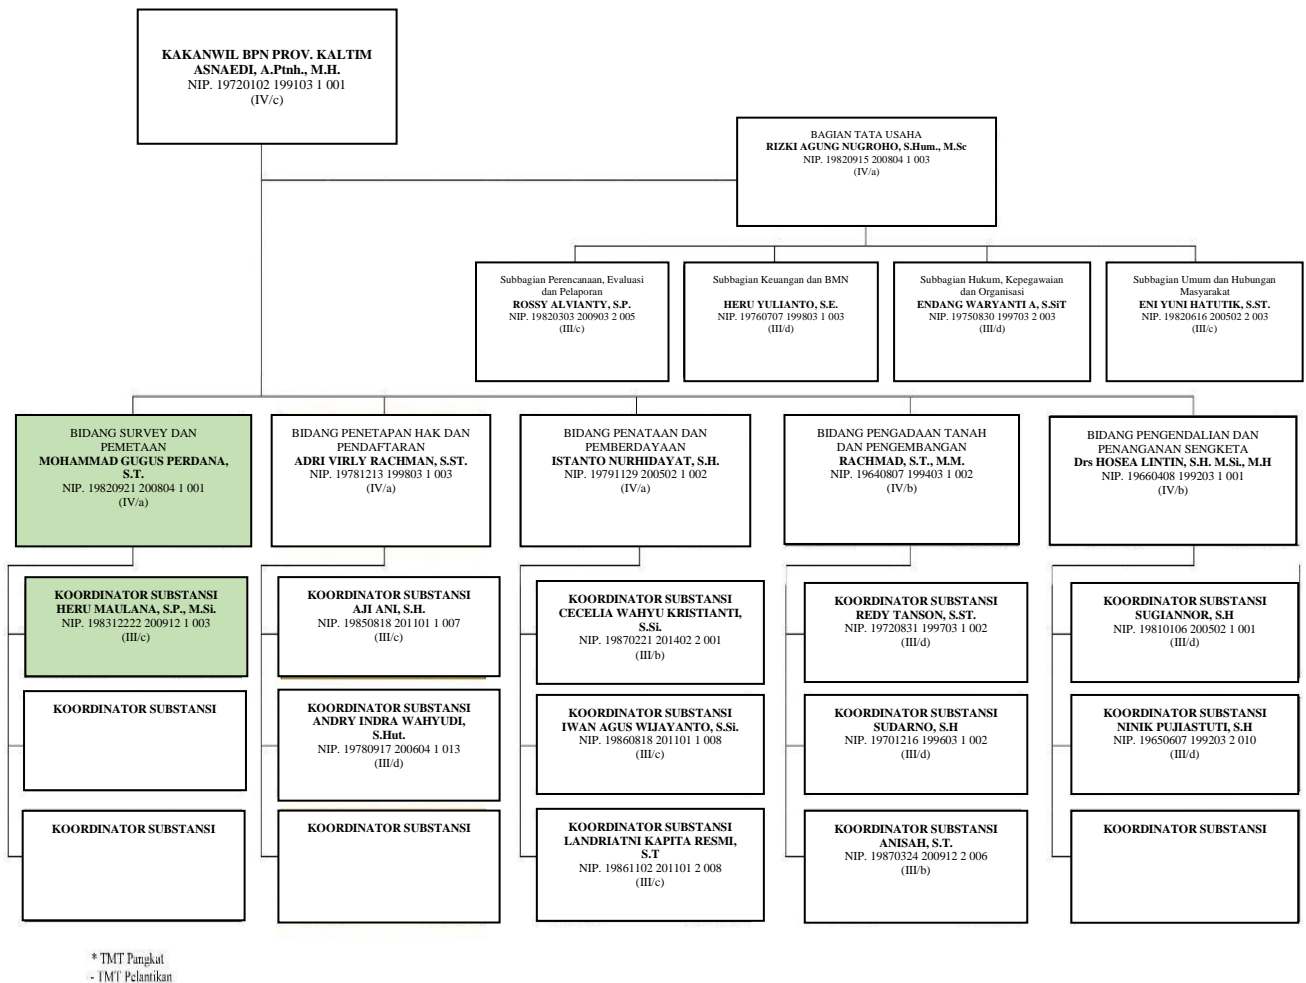 KAKANWIL BPN PROV. KALTIM
ASNAEDI, A.Ptnh., M.H.
NIP. 19720102 199103 1 001
(IV/c)
BAGIAN TATA USAHA
RIZKI AGUNG NUGROHO, S.Hum., M.Sc
NIP. 19820915 200804 1 003
(IV/a)
Subbagian Perencanaan, Evaluasi
dan Pelaporan
ROSSY ALVIANTY, S.P.
NIP. 19820303 200903 2 005
(III/c)
Subbagian Keuangan dan BMN
HERU YULIANTO, S.E.
NIP. 19760707 199803 1 003
(III/d)
Subbagian Hukum, Kepegawaian
dan Organisasi
ENDANG WARYANTI A, S.SiT
NIP. 19750830 199703 2 003
(III/d)
Subbagian Umum dan Hubungan
Masyarakat
ENI YUNI HATUTIK, S.ST.
NIP. 19820616 200502 2 003
(III/c)
BIDANG SURVEY DAN
PEMETAAN
MOHAMMAD GUGUS PERDANA,
S.T.
NIP. 19820921 200804 1 001
(IV/a)
BIDANG PENETAPAN HAK DAN
PENDAFTARAN
ADRI VIRLY RACHMAN, S.ST.
NIP. 19781213 199803 1 003
(IV/a)
BIDANG PENATAAN DAN
PEMBERDAYAAN
ISTANTO NURHIDAYAT, S.H.
NIP. 19791129 200502 1 002
(IV/a)
BIDANG PENGADAAN TANAH
DAN PENGEMBANGAN
RACHMAD, S.T., M.M.
NIP. 19640807 199403 1 002
(IV/b)
BIDANG PENGENDALIAN DAN
PENANGANAN SENGKETA
Drs HOSEA LINTIN, S.H. M.Si., M.H
NIP. 19660408 199203 1 001
(IV/b)
KOORDINATOR SUBSTANSI
HERU MAULANA, S.P., M.Si.
NIP. 198312222 200912 1 003
(III/c)
KOORDINATOR SUBSTANSI
AJI ANI, S.H.
NIP. 19850818 201101 1 007
(III/c)
KOORDINATOR SUBSTANSI
CECELIA WAHYU KRISTIANTI,
S.Si.
NIP. 19870221 201402 2 001
(III/b)
KOORDINATOR SUBSTANSI
REDY TANSON, S.ST.
NIP. 19720831 199703 1 002
(III/d)
KOORDINATOR SUBSTANSI
SUGIANNOR, S.H
NIP. 19810106 200502 1 001
(III/d)
KOORDINATOR SUBSTANSI
KOORDINATOR SUBSTANSI
ANDRY INDRA WAHYUDI,
S.Hut.
NIP. 19780917 200604 1 013
(III/d)
KOORDINATOR SUBSTANSI
IWAN AGUS WIJAYANTO, S.Si.
NIP. 19860818 201101 1 008
(III/c)
KOORDINATOR SUBSTANSI
SUDARNO, S.H
NIP. 19701216 199603 1 002
(III/d)
KOORDINATOR SUBSTANSI
NINIK PUJIASTUTI, S.H
NIP. 19650607 199203 2 010
(III/d)
KOORDINATOR SUBSTANSI
KOORDINATOR SUBSTANSI
KOORDINATOR SUBSTANSI
LANDRIATNI KAPITA RESMI,
S.T
NIP. 19861102 201101 2 008
(III/c)
KOORDINATOR SUBSTANSI
ANISAH, S.T.
NIP. 19870324 200912 2 006
(III/b)
KOORDINATOR SUBSTANSI
* TMT Pangkat
- TMT Pelantikan